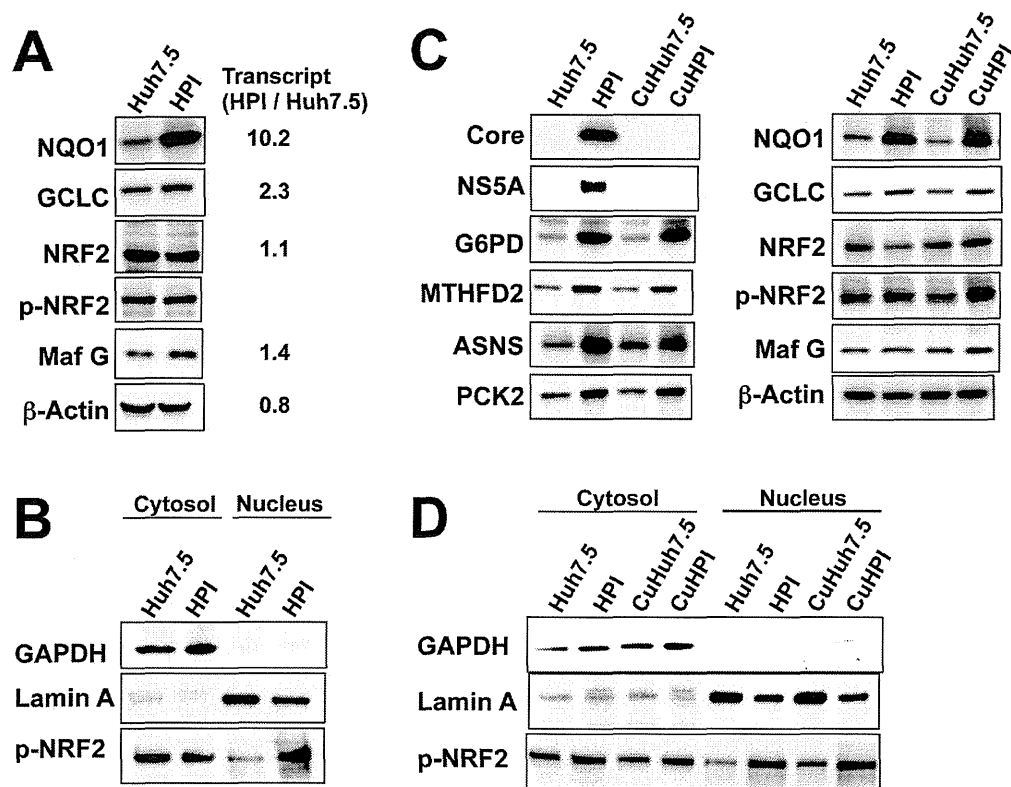 A
Huh7.5
HPI
Transcript
(HPI / Huh7.5)
NQO1
10.2
GCLC
2.3
NRF2
1.1
p-NRF2
Maf G
1.4
β-Actin
0.8
C
Huh7.5
HPI
CuHuh7.5
CuHPI
Core
NS5A
G6PD
MTHFD2
ASNS
PCK2
Huh7.5
HPI
CuHuh7.5
CuHPI
NQO1
GCLC
NRF2
p-NRF2
Maf G
β-Actin
B
Cytosol
Nucleus
Huh7.5
HPI
Huh7.5
HPI
GAPDH
Lamin A
p-NRF2
D
Cytosol
Nucleus
Huh7.5
HPI
CuHuh7.5
CuHPI
Huh7.5
HPI
CuHuh7.5
CuHPI
GAPDH
Lamin A
p-NRF2